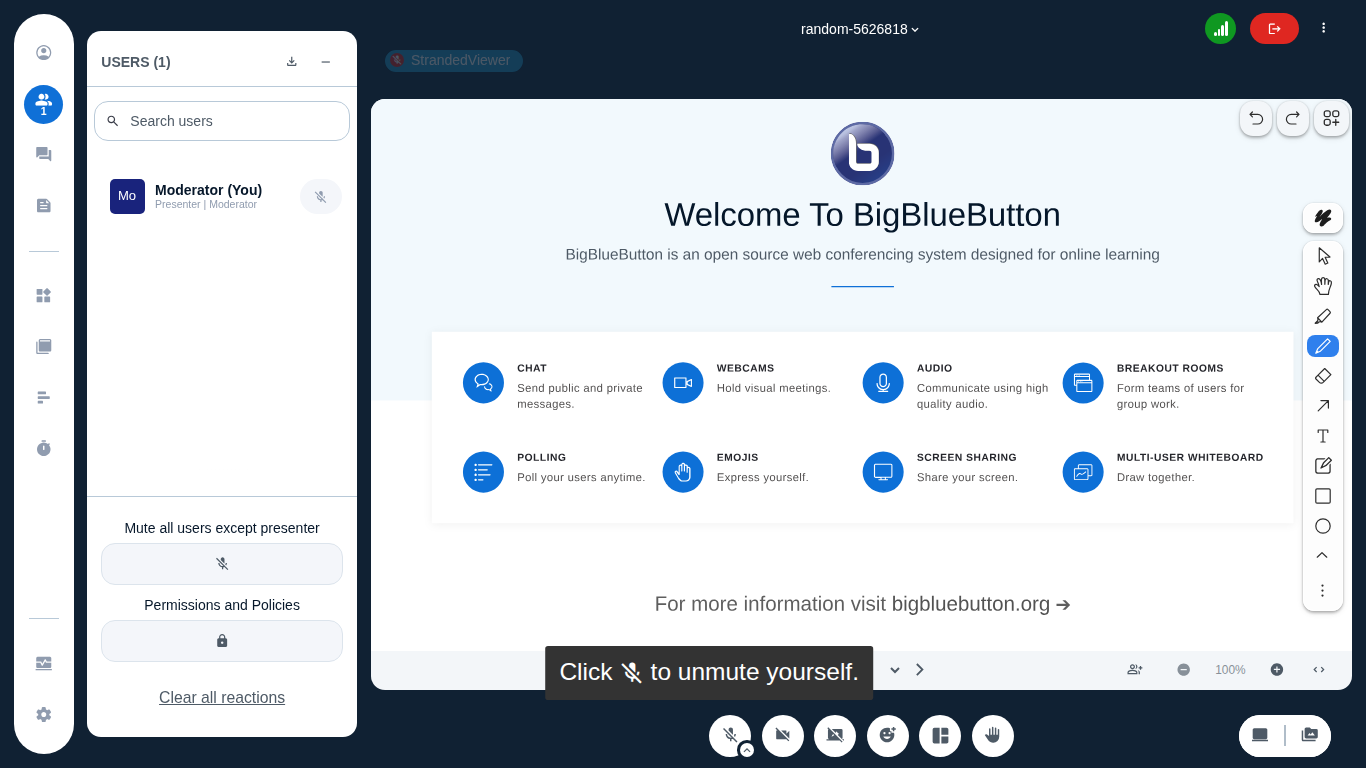 random-5626818
StrandedViewer
USERS (1)
1
Search users
Mo
Moderator (You)
Presenter | Moderator
Mute all users except presenter
Permissions and Policies
Clear all reactions
Welcome To BigBlueButton
BigBlueButton is an open source web conferencing system designed for online learning
CHAT
Send public and private
messages.
WEBCAMS
Hold visual meetings.
AUDIO
Communicate using high
quality audio.
BREAKOUT ROOMS
Form teams of users for
group work.
POLLING
Poll your users anytime.
EMOJIS
Express yourself.
SCREEN SHARING
Share your screen.
MULTI-USER WHITEBOARD
Draw together.
For more information visit bigbluebutton.org ➔
Click to unmute yourself.
100%